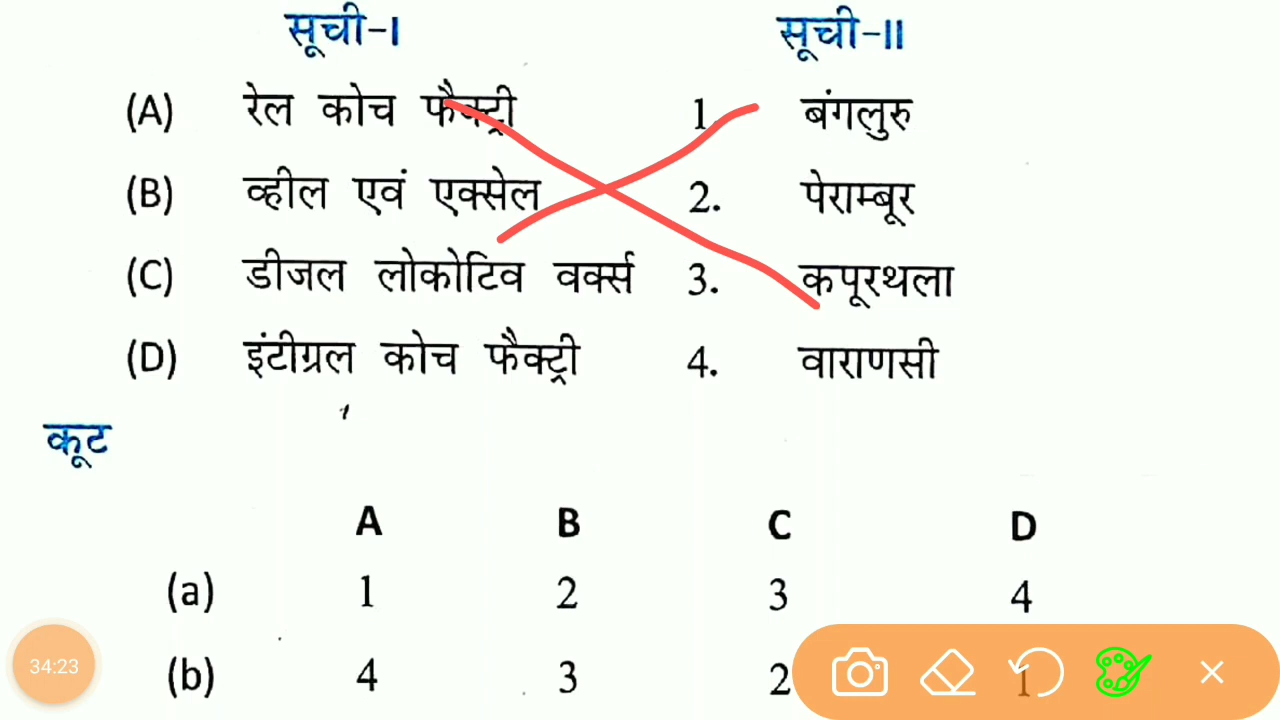 सूची-I सूची-II
(A) रेल कोच फैक्ट्री 1. बंगलुरु
(B) व्हील एवं एक्सेल 2. पेराम्बूर
(C) डीजल लोकोटिव वर्क्स 3. कपूरथला
(D) इंटीग्रल कोच फैक्ट्री 4. वाराणसी
कूट
A B C D
(a) 1 2 3 4
(b) 4 3 2 1
34:23